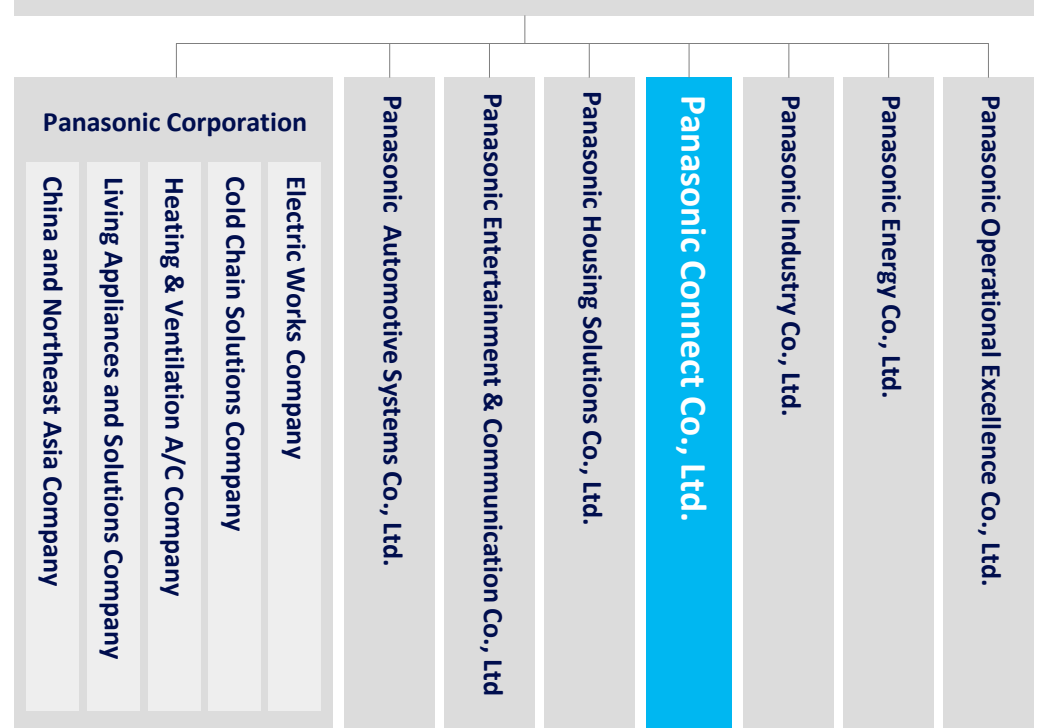 Panasonic Corporation
China and Northeast Asia Company
Living Appliances and Solutions Company
Heating & Ventilation A/C Company
Cold Chain Solutions Company
Electric Works Company
Panasonic  Automotive Systems Co., Ltd.
Panasonic Entertainment & Communication Co., Ltd
Panasonic Housing Solutions Co., Ltd.
Panasonic Connect Co., Ltd.
Panasonic Industry Co., Ltd.
Panasonic Energy Co., Ltd.
Panasonic Operational Excellence Co., Ltd.